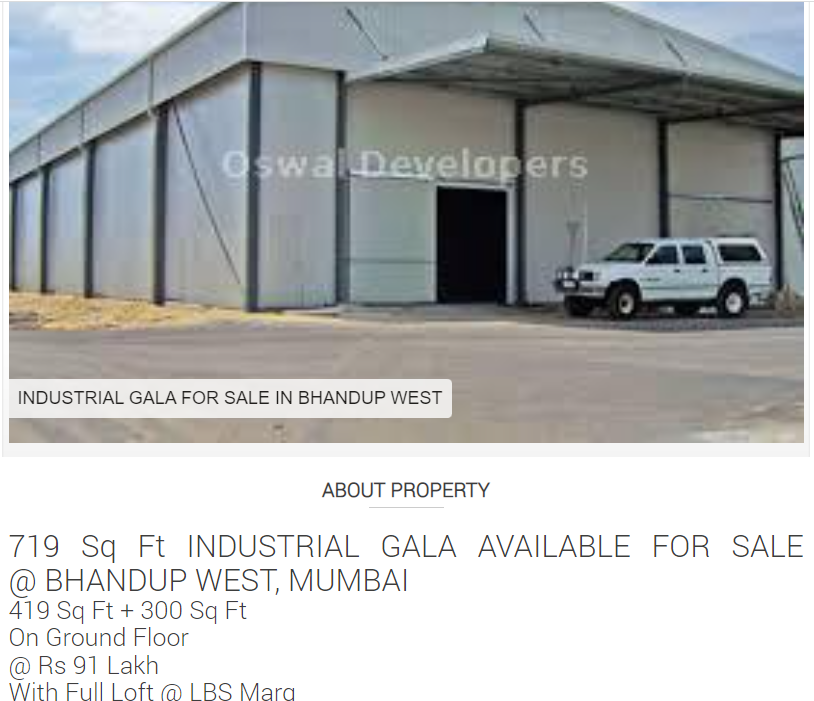 Oswal Developers
INDUSTRIAL GALA FOR SALE IN BHANDUP WEST
ABOUT PROPERTY
719 Sq Ft INDUSTRIAL GALA AVAILABLE FOR SALE
@ BHANDUP WEST, MUMBAI
419 Sq Ft + 300 Sq Ft
On Ground Floor
@ Rs 91 Lakh
With Full Loft @ LBS Marg